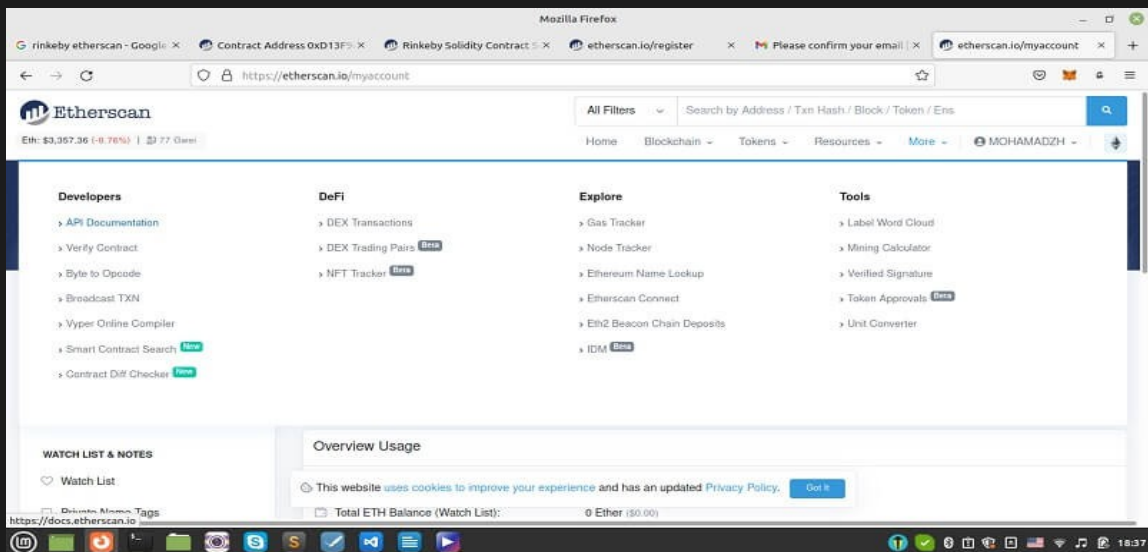 Mozilla Firefox
rinkeby etherscan - Google
Contract Address 0xD13F9
Rinkeby Solidity Contract S
etherscan.io/register
Please confirm your email [
etherscan.io/myaccount
https://etherscan.io/myaccount
Etherscan
All Filters
Search by Address / Txn Hash / Block / Token / Ens
Eth: $3,357.36 (-8.76%) | 77 Gwei
Home Blockchain Tokens Resources More MOHAMADZH
Developers
API Documentation
Verify Contract
Byte to Opcode
Broadcast TXN
Vyper Online Compiler
Smart Contract Search New
Contract Diff Checker New
DeFi
DEX Transactions
DEX Trading Pairs Beta
NFT Tracker Beta
Explore
Gas Tracker
Node Tracker
Ethereum Name Lookup
Etherscan Connect
Eth2 Beacon Chain Deposits
IDM Beta
Tools
Label Word Cloud
Mining Calculator
Verified Signature
Token Approvals Beta
Unit Converter
WATCH LIST & NOTES
Watch List
Private Name Tags
Overview Usage
This website uses cookies to improve your experience and has an updated Privacy Policy. Got It
Total ETH Balance (Watch List): 0 Ether ($0.00)
https://docs.etherscan.io
18:37